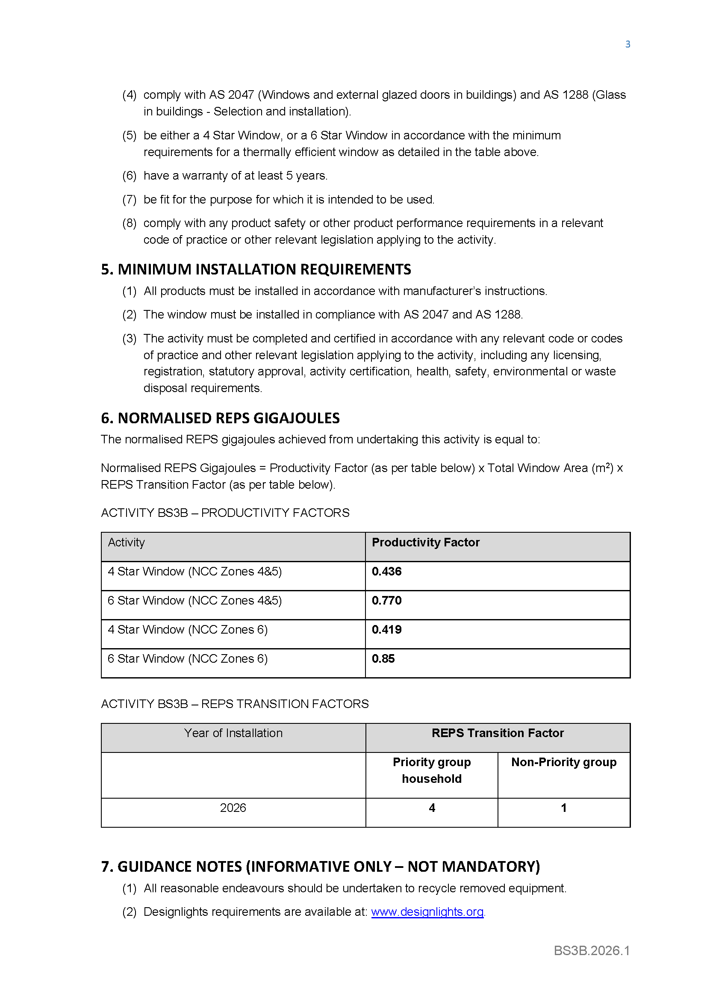 3
(4) comply with AS 2047 (Windows and external glazed doors in buildings) and AS 1288 (Glass
in buildings - Selection and installation).
(5) be either a 4 Star Window, or a 6 Star Window in accordance with the minimum
requirements for a thermally efficient window as detailed in the table above.
(6) have a warranty of at least 5 years.
(7) be fit for the purpose for which it is intended to be used.
(8) comply with any product safety or other product performance requirements in a relevant
code of practice or other relevant legislation applying to the activity.
5. MINIMUM INSTALLATION REQUIREMENTS
(1) All products must be installed in accordance with manufacturer’s instructions.
(2) The window must be installed in compliance with AS 2047 and AS 1288.
(3) The activity must be completed and certified in accordance with any relevant code or codes
of practice and other relevant legislation applying to the activity, including any licensing,
registration, statutory approval, activity certification, health, safety, environmental or waste
disposal requirements.
6. NORMALISED REPS GIGAJOULES
The normalised REPS gigajoules achieved from undertaking this activity is equal to:
Normalised REPS Gigajoules = Productivity Factor (as per table below) x Total Window Area (m²) x
REPS Transition Factor (as per table below).
ACTIVITY BS3B – PRODUCTIVITY FACTORS
Activity Productivity Factor
4 Star Window (NCC Zones 4&5) 0.436
6 Star Window (NCC Zones 4&5) 0.770
4 Star Window (NCC Zones 6) 0.419
6 Star Window (NCC Zones 6) 0.85
ACTIVITY BS3B – REPS TRANSITION FACTORS
Year of Installation REPS Transition Factor
Priority group Non-Priority group
household
2026 4 1
7. GUIDANCE NOTES (INFORMATIVE ONLY – NOT MANDATORY)
(1) All reasonable endeavours should be undertaken to recycle removed equipment.
(2) Designlights requirements are available at: www.designlights.org.
BS3B.2026.1